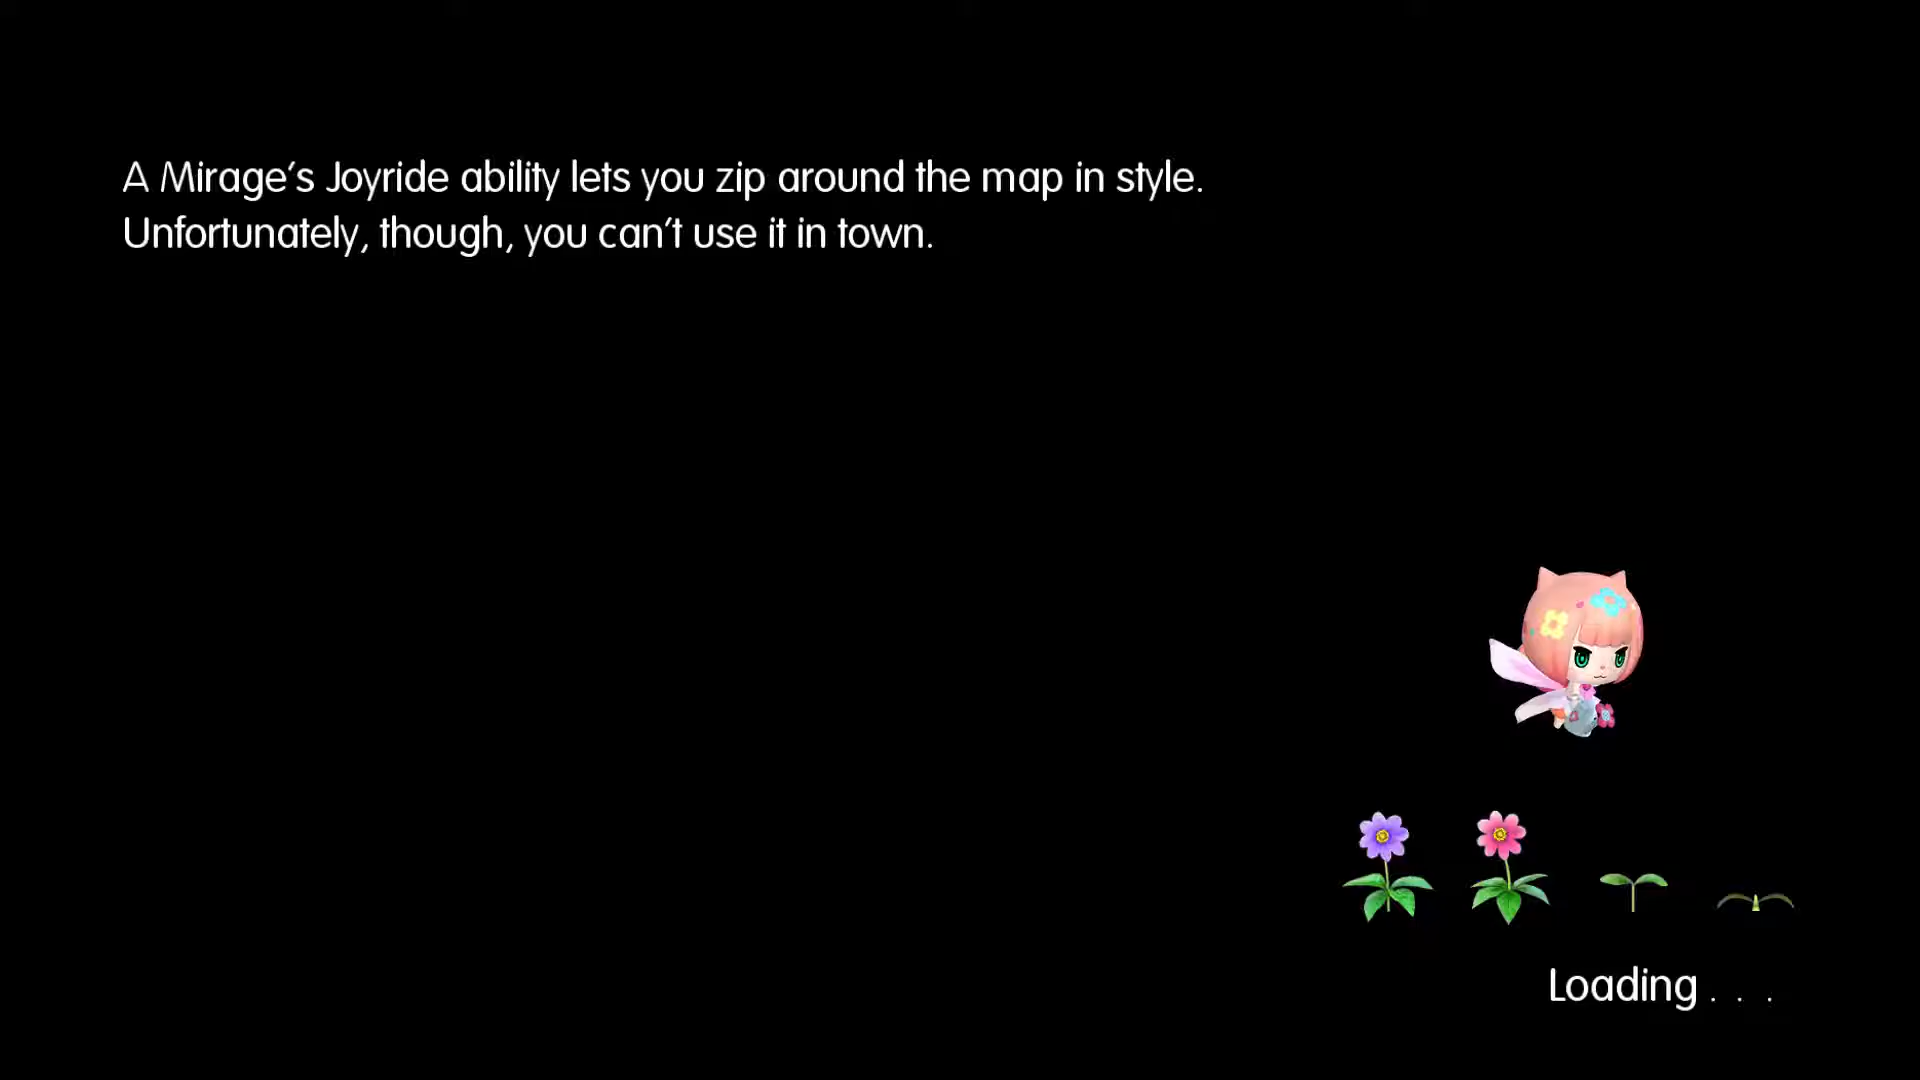 A Mirage's Joyride ability lets you zip around the map in style.
Unfortunately, though, you can't use it in town.
Loading . . .